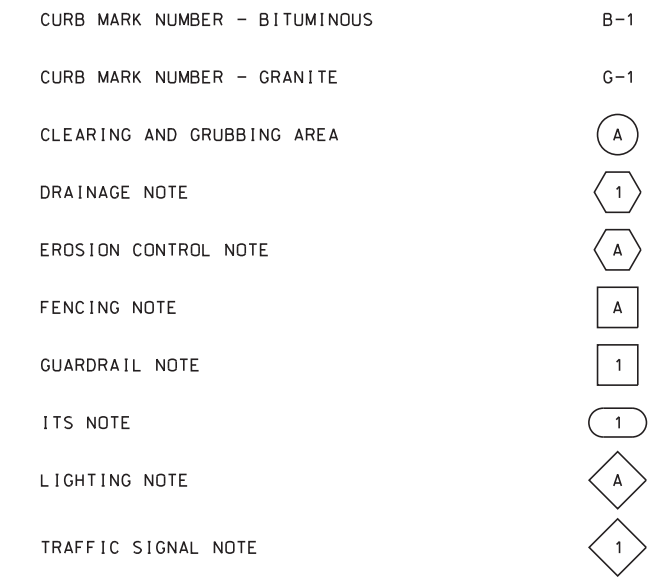 CURB MARK NUMBER - BITUMINOUS B-1
CURB MARK NUMBER - GRANITE G-1
CLEARING AND GRUBBING AREA A
DRAINAGE NOTE 1
EROSION CONTROL NOTE A
FENCING NOTE A
GUARDRAIL NOTE 1
ITS NOTE 1
LIGHTING NOTE A
TRAFFIC SIGNAL NOTE 1